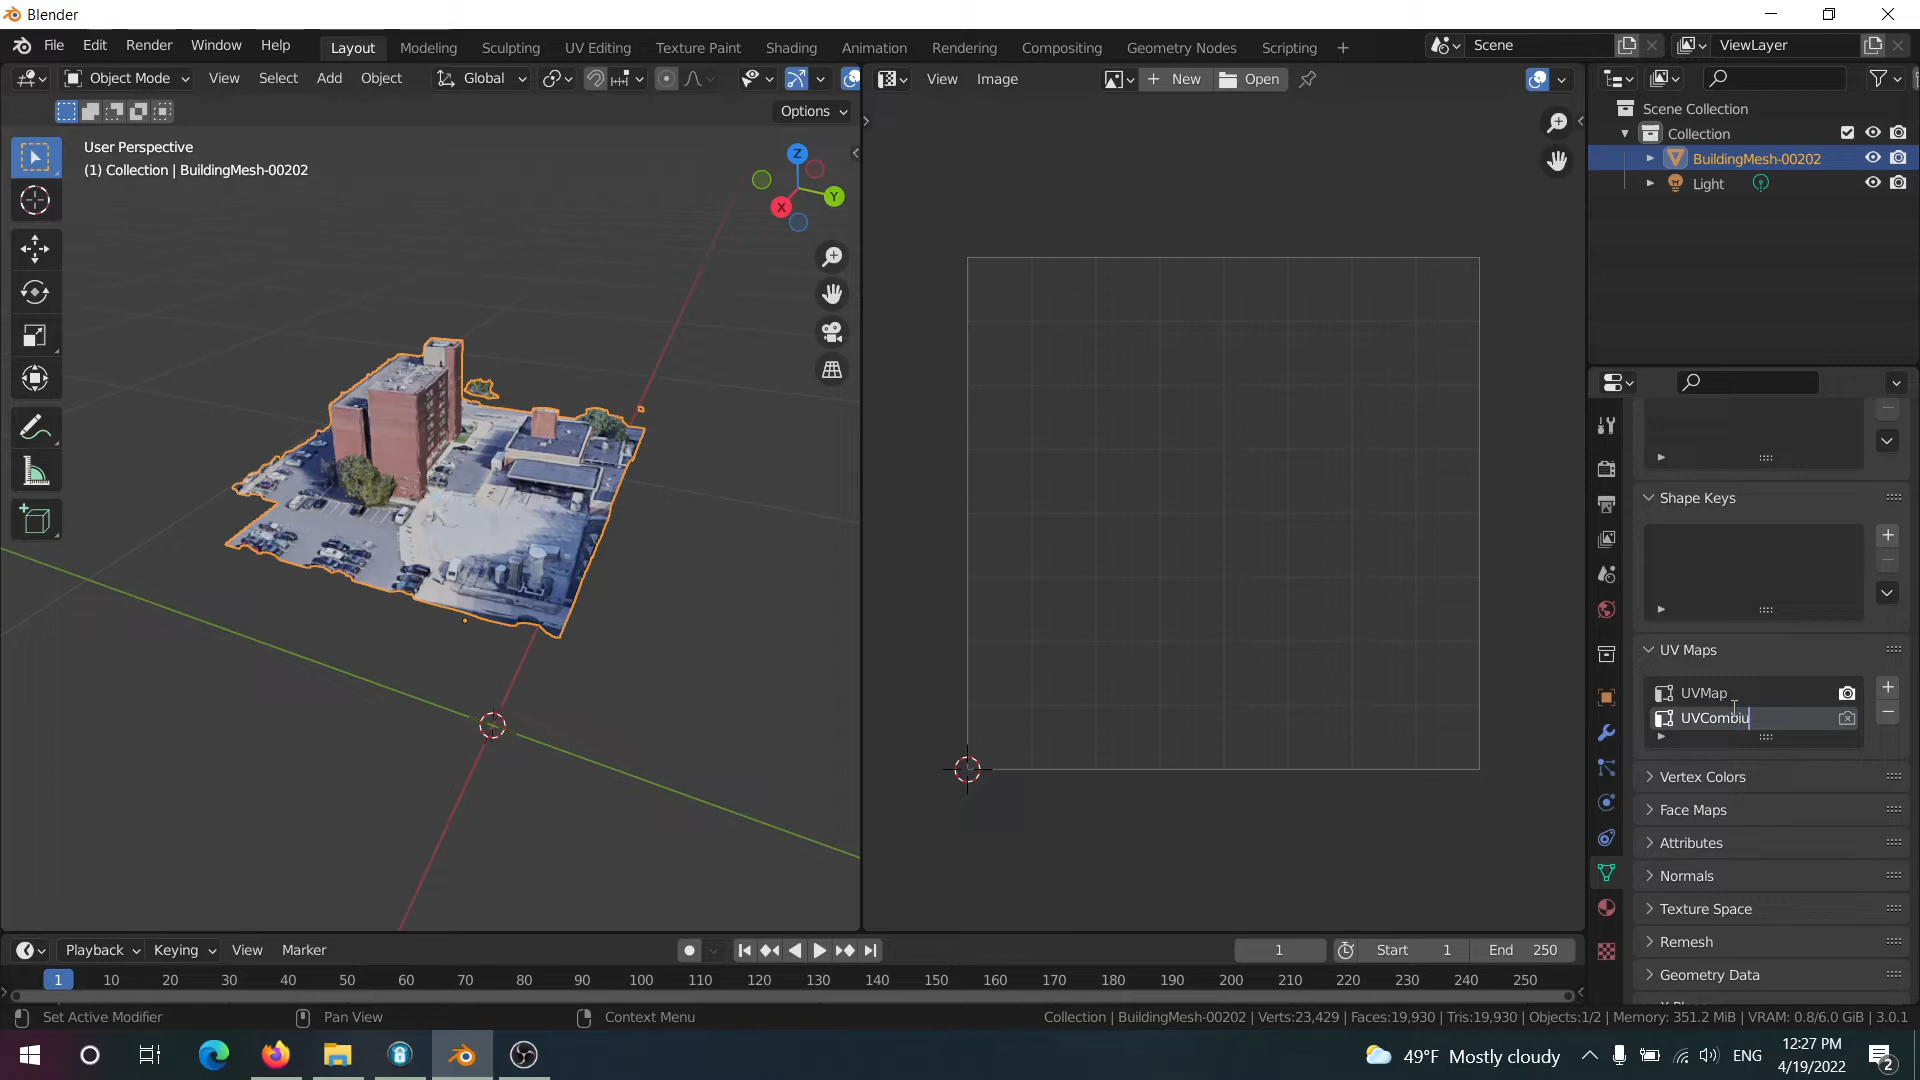 Blender
File Edit Render Window Help Layout Modeling Sculpting UV Editing Texture Paint Shading Animation Rendering Compositing Geometry Nodes Scripting + Scene ViewLayer
Object Mode View Select Add Object Global View Image New Open
Options
User Perspective
(1) Collection | BuildingMesh-00202
Z
Y
X
Scene Collection
Collection
BuildingMesh-00202
Light
Shape Keys
UV Maps
UVMap
UVCombiu
Vertex Colors
Face Maps
Attributes
Normals
Texture Space
Remesh
Geometry Data
Playback Keying View Marker 1 Start 1 End 250
1 10 20 30 40 50 60 70 80 90 100 110 120 130 140 150 160 170 180 190 200 210 220 230 240 250
Set Active Modifier Pan View Context Menu Collection | BuildingMesh-00202 | Verts:23,429 | Faces:19,930 | Tris:19,930 | Objects:1/2 | Memory: 351.2 MiB | VRAM: 0.8/6.0 GiB | 3.0.1
49°F Mostly cloudy ENG 12:27 PM
4/19/2022 2